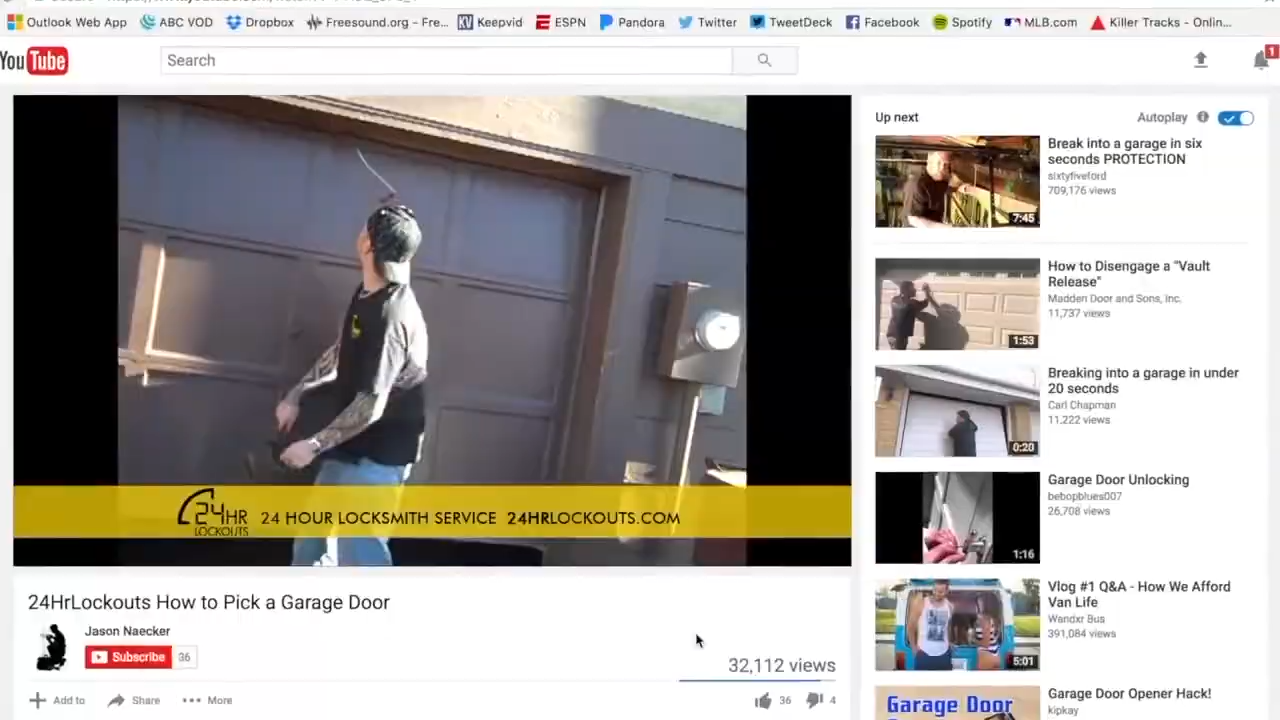 Outlook Web App ABC VOD Dropbox Freesound.org - Fre... Keepvid ESPN Pandora Twitter TweetDeck Facebook Spotify MLB.com Killer Tracks - Onlin...
YouTube
Search
1
24HR
LOCKOUTS
24 HOUR LOCKSMITH SERVICE 24HRLOCKOUTS.COM
24HrLockouts How to Pick a Garage Door
Jason Naecker
Subscribe 36
32,112 views
Add to Share More
36 4
Up next Autoplay
Break into a garage in six
seconds PROTECTION
sixtyfiveford
709,176 views
7:45
How to Disengage a "Vault
Release"
Madden Door and Sons, Inc.
11,737 views
1:53
Breaking into a garage in under
20 seconds
Carl Chapman
11,222 views
0:20
Garage Door Unlocking
bebopblues007
26,708 views
1:16
Vlog #1 Q&A - How We Afford
Van Life
Wandxr Bus
391,084 views
5:01
Garage Door Opener Hack!
kipkay
Garage Door